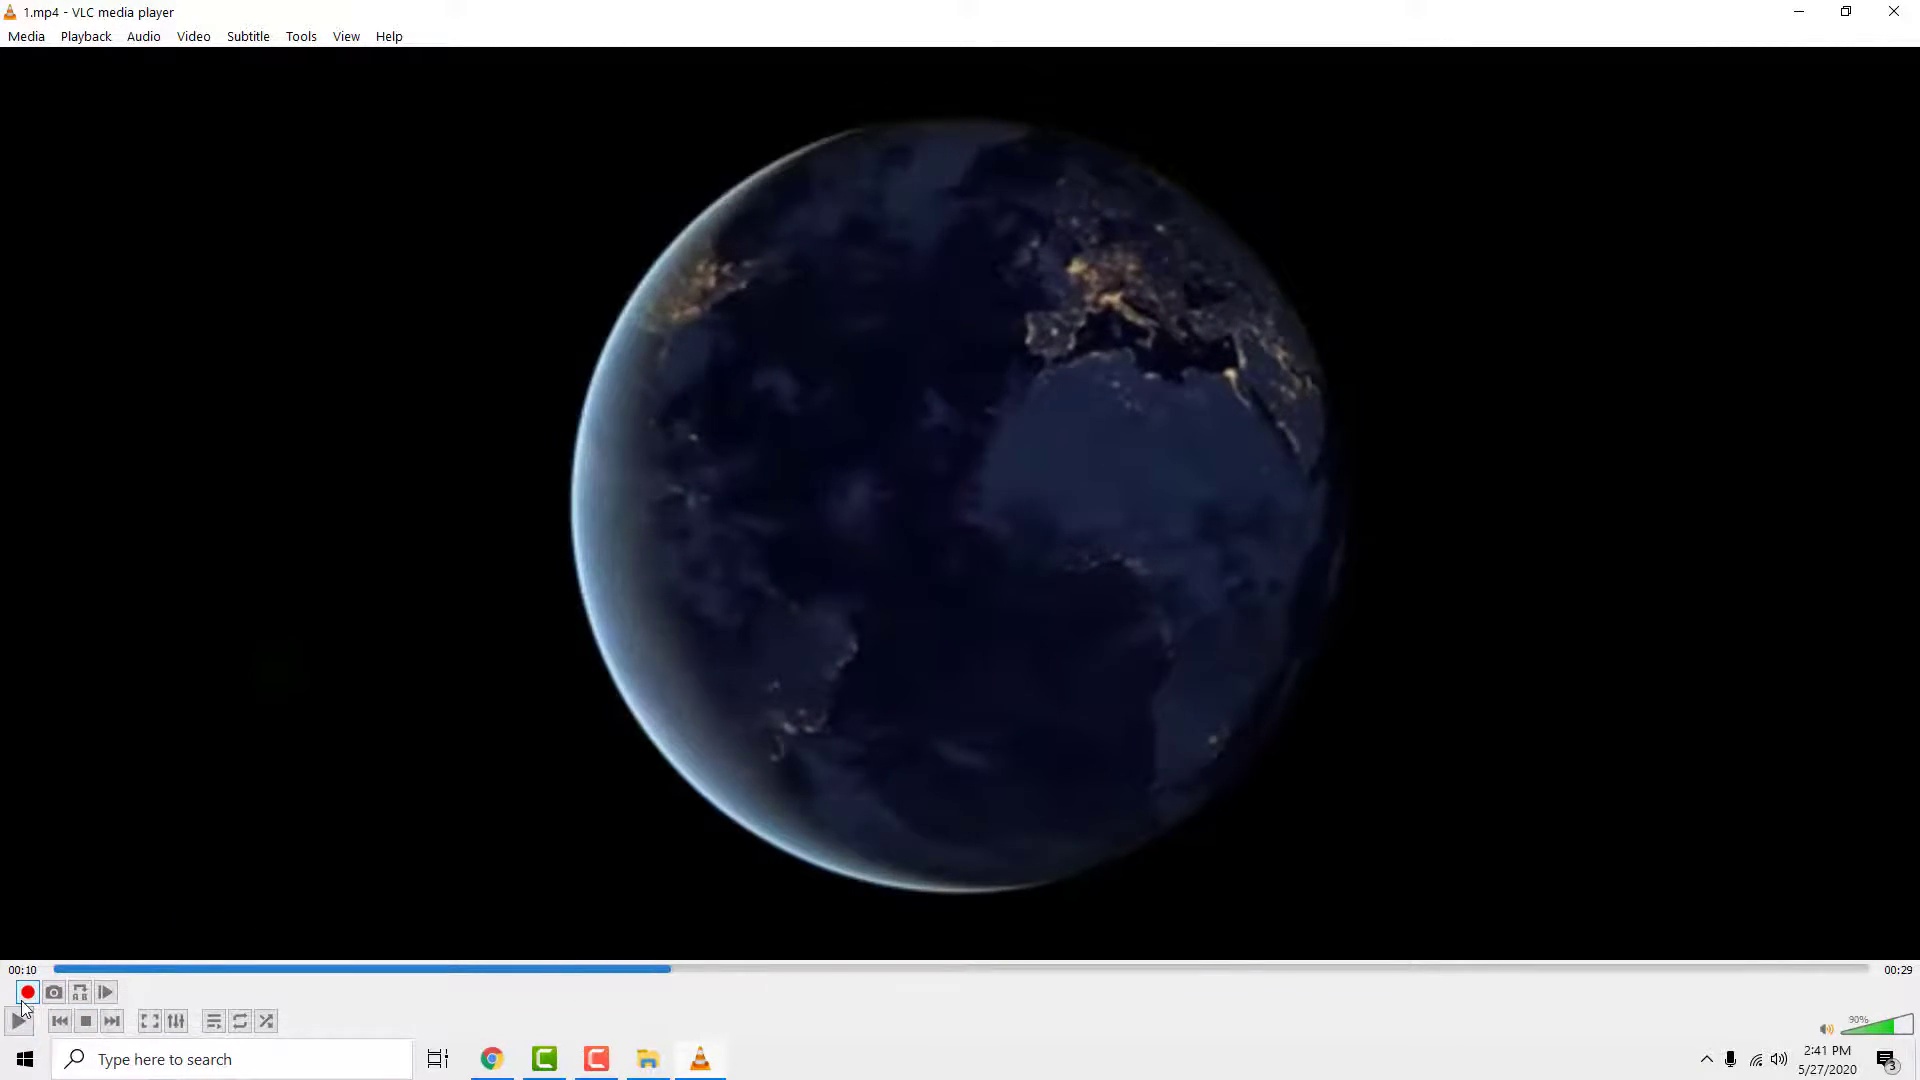 1.mp4 - VLC media player
Media Playback Audio Video Subtitle Tools View Help
00:10
00:29
90%
Type here to search
2:41 PM
5/27/2020
3